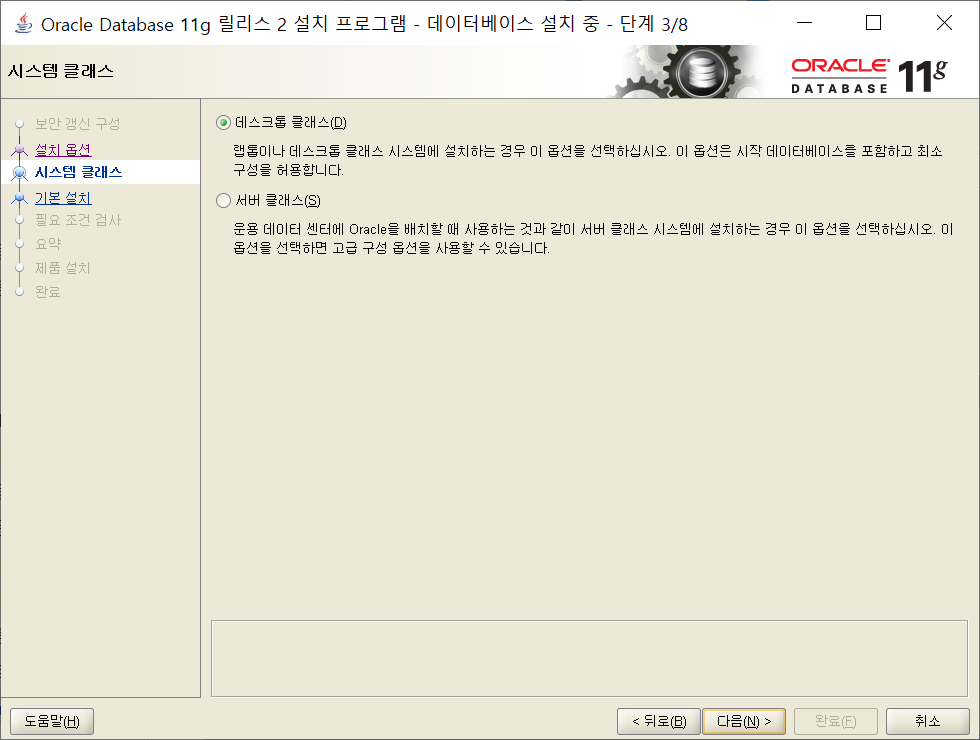 Oracle Database 11g 릴리스 2 설치 프로그램 - 데이터베이스 설치 중 - 단계 3/8
시스템 클래스
ORACLE
DATABASE
11g
보안 갱신 구성
설치 옵션
시스템 클래스
기본 설치
필요 조건 검사
요약
제품 설치
완료
데스크톱 클래스(D)
랩톱이나 데스크톱 클래스 시스템에 설치하는 경우 이 옵션을 선택하십시오. 이 옵션은 시작 데이터베이스를 포함하고 최소
구성을 허용합니다.
서버 클래스(S)
운용 데이터 센터에 Oracle을 배치할 때 사용하는 것과 같이 서버 클래스 시스템에 설치하는 경우 이 옵션을 선택하십시오. 이
옵션을 선택하면 고급 구성 옵션을 사용할 수 있습니다.
도움말(H)
< 뒤로(B)
다음(N) >
완료(F)
취소